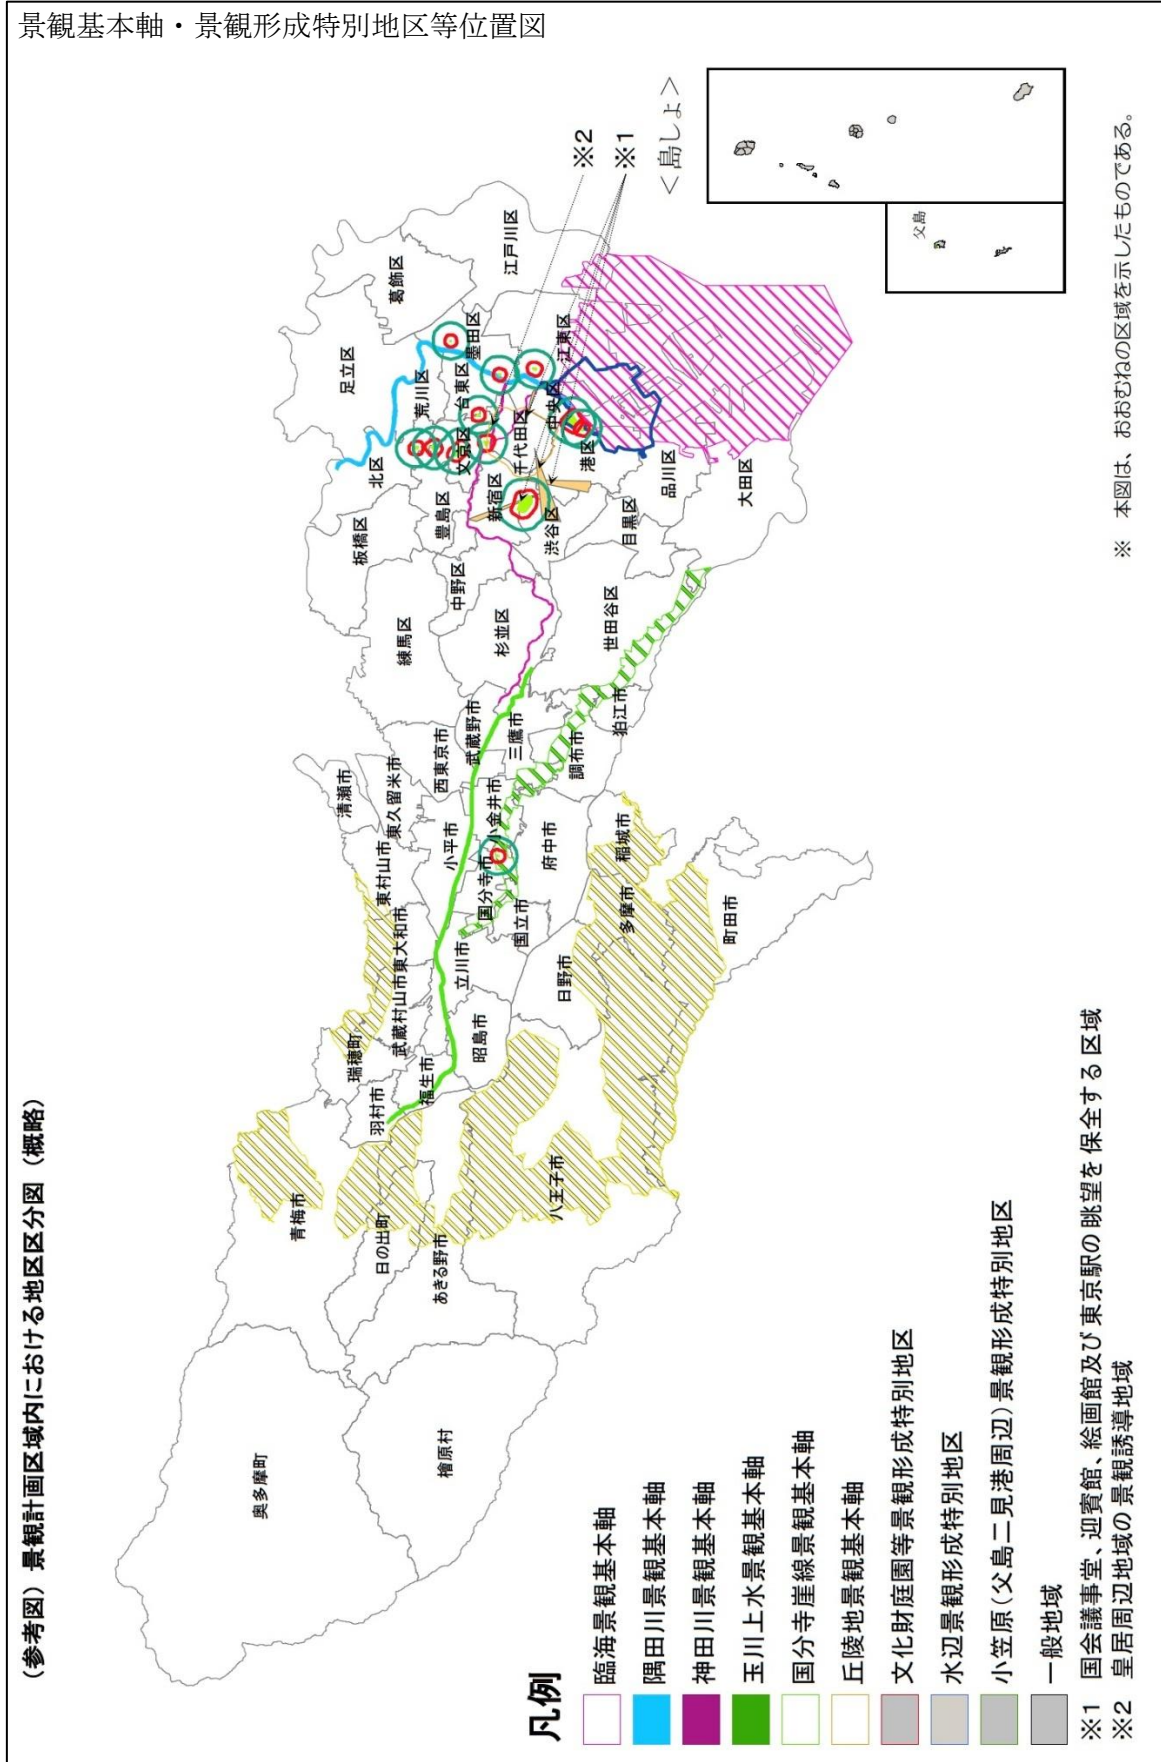 景観基本軸・景観形成特別地区等位置図
(参考図) 景観計画区域内における地区区分図 (概略)
奥多摩町
檜原村
青梅市
日の出町
あきる野市
八王子市
羽村市
瑞穂町
福生市
武蔵村山市
東大和市
昭島市
立川市
日野市
東村山市
国立市
国分寺市
多摩市
町田市
清瀬市
東久留米市
小平市
小金井市
府中市
稲城市
西東京市
武蔵野市
三鷹市
調布市
狛江市
練馬区
杉並区
世田谷区
板橋区
豊島区
中野区
新宿区
渋谷区
目黒区
品川区
大田区
北区
文京区
千代田区
港区
足立区
荒川区
台東区
中央区
葛飾区
墨田区
江東区
江戸川区
※2
※1
<島しょ>
父島
※ 本図は、おおむねの区域を示したものである。
凡例
臨海景観基本軸
隅田川景観基本軸
神田川景観基本軸
玉川上水景観基本軸
国分寺崖線景観基本軸
丘陵地景観基本軸
文化財庭園等景観形成特別地区
水辺景観形成特別地区
小笠原(父島二見港周辺)景観形成特別地区
一般地域
※1 国会議事堂、迎賓館、絵画館及び東京駅の眺望を保全する区域
※2 皇居周辺地域の景観誘導地域